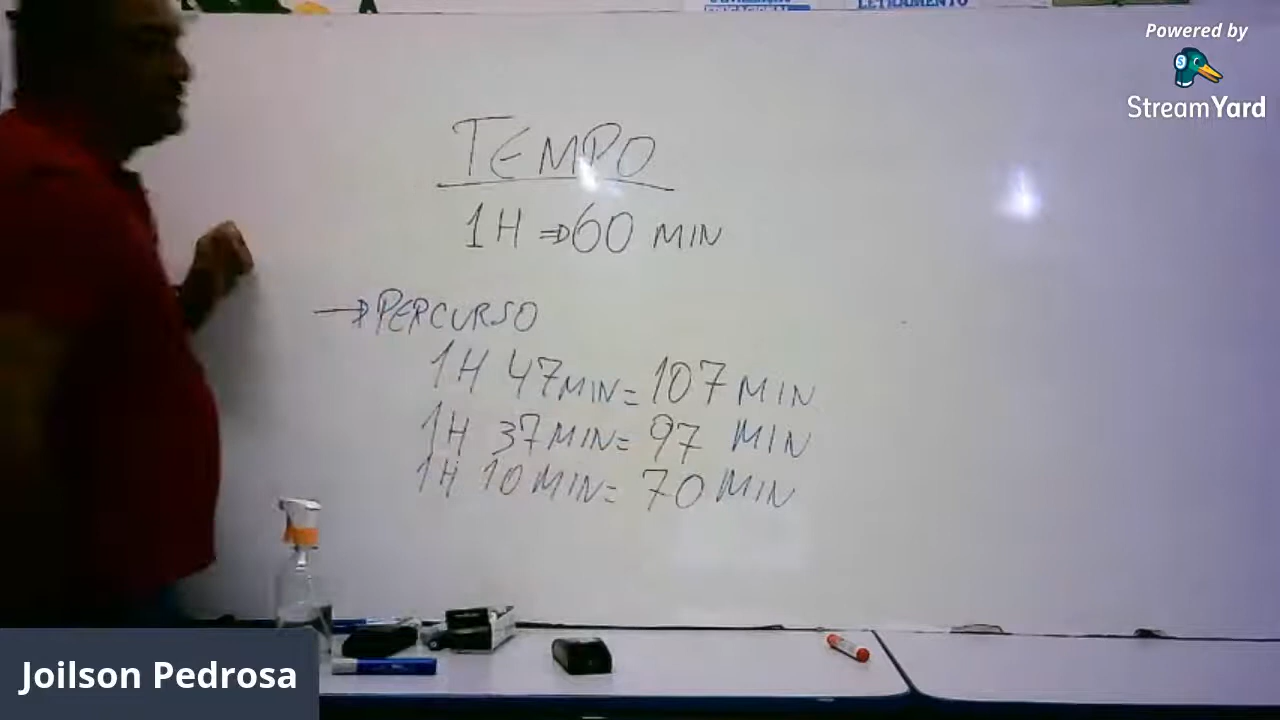 LETRAMENTO
Powered by
StreamYard
TEMPO
1H ⇒ 60 MIN
→ PERCURSO
1H 47MIN = 107 MIN
1H 37MIN = 97 MIN
1H 10MIN = 70 MIN
Joilson Pedrosa